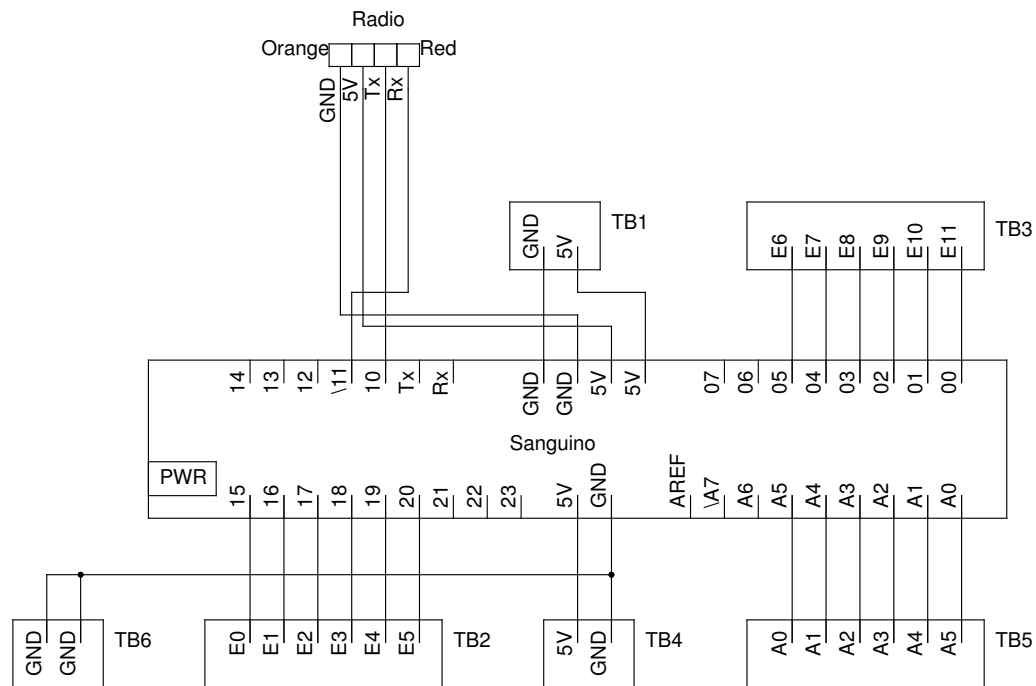 Radio
Orange Red
GND 5V Tx Rx
TB1
GND 5V
TB3
E6 E7 E8 E9 E10 E11
14 13 12 \11 10 Tx Rx GND GND 5V 5V 07 06 05 04 03 02 01 00
Sanguino
PWR
15 16 17 18 19 20 21 22 23 5V GND AREF \A7 A6 A5 A4 A3 A2 A1 A0
GND GND TB6
E0 E1 E2 E3 E4 E5 TB2
5V GND TB4
A0 A1 A2 A3 A4 A5 TB5